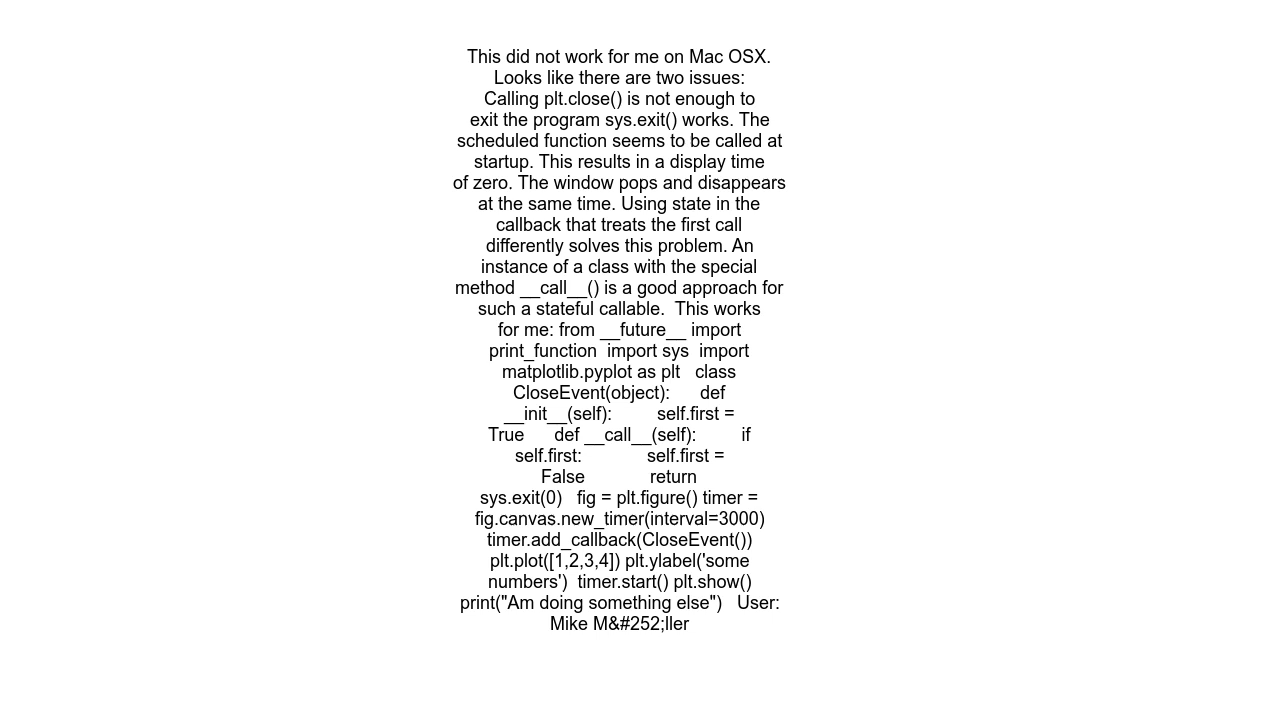 This did not work for me on Mac OSX.
Looks like there are two issues:
Calling plt.close() is not enough to
exit the program sys.exit() works. The
scheduled function seems to be called at
startup. This results in a display time
of zero. The window pops and disappears
at the same time. Using state in the
callback that treats the first call
differently solves this problem. An
instance of a class with the special
method __call__() is a good approach for
such a stateful callable.  This works
for me: from __future__ import
print_function  import sys  import
matplotlib.pyplot as plt   class
CloseEvent(object):      def
__init__(self):         self.first =
True      def __call__(self):         if
self.first:             self.first =
False             return
sys.exit(0)   fig = plt.figure() timer =
fig.canvas.new_timer(interval=3000)
timer.add_callback(CloseEvent())
plt.plot([1,2,3,4]) plt.ylabel('some
numbers')  timer.start() plt.show()
print("Am doing something else")   User:
Mike M&#252;ller